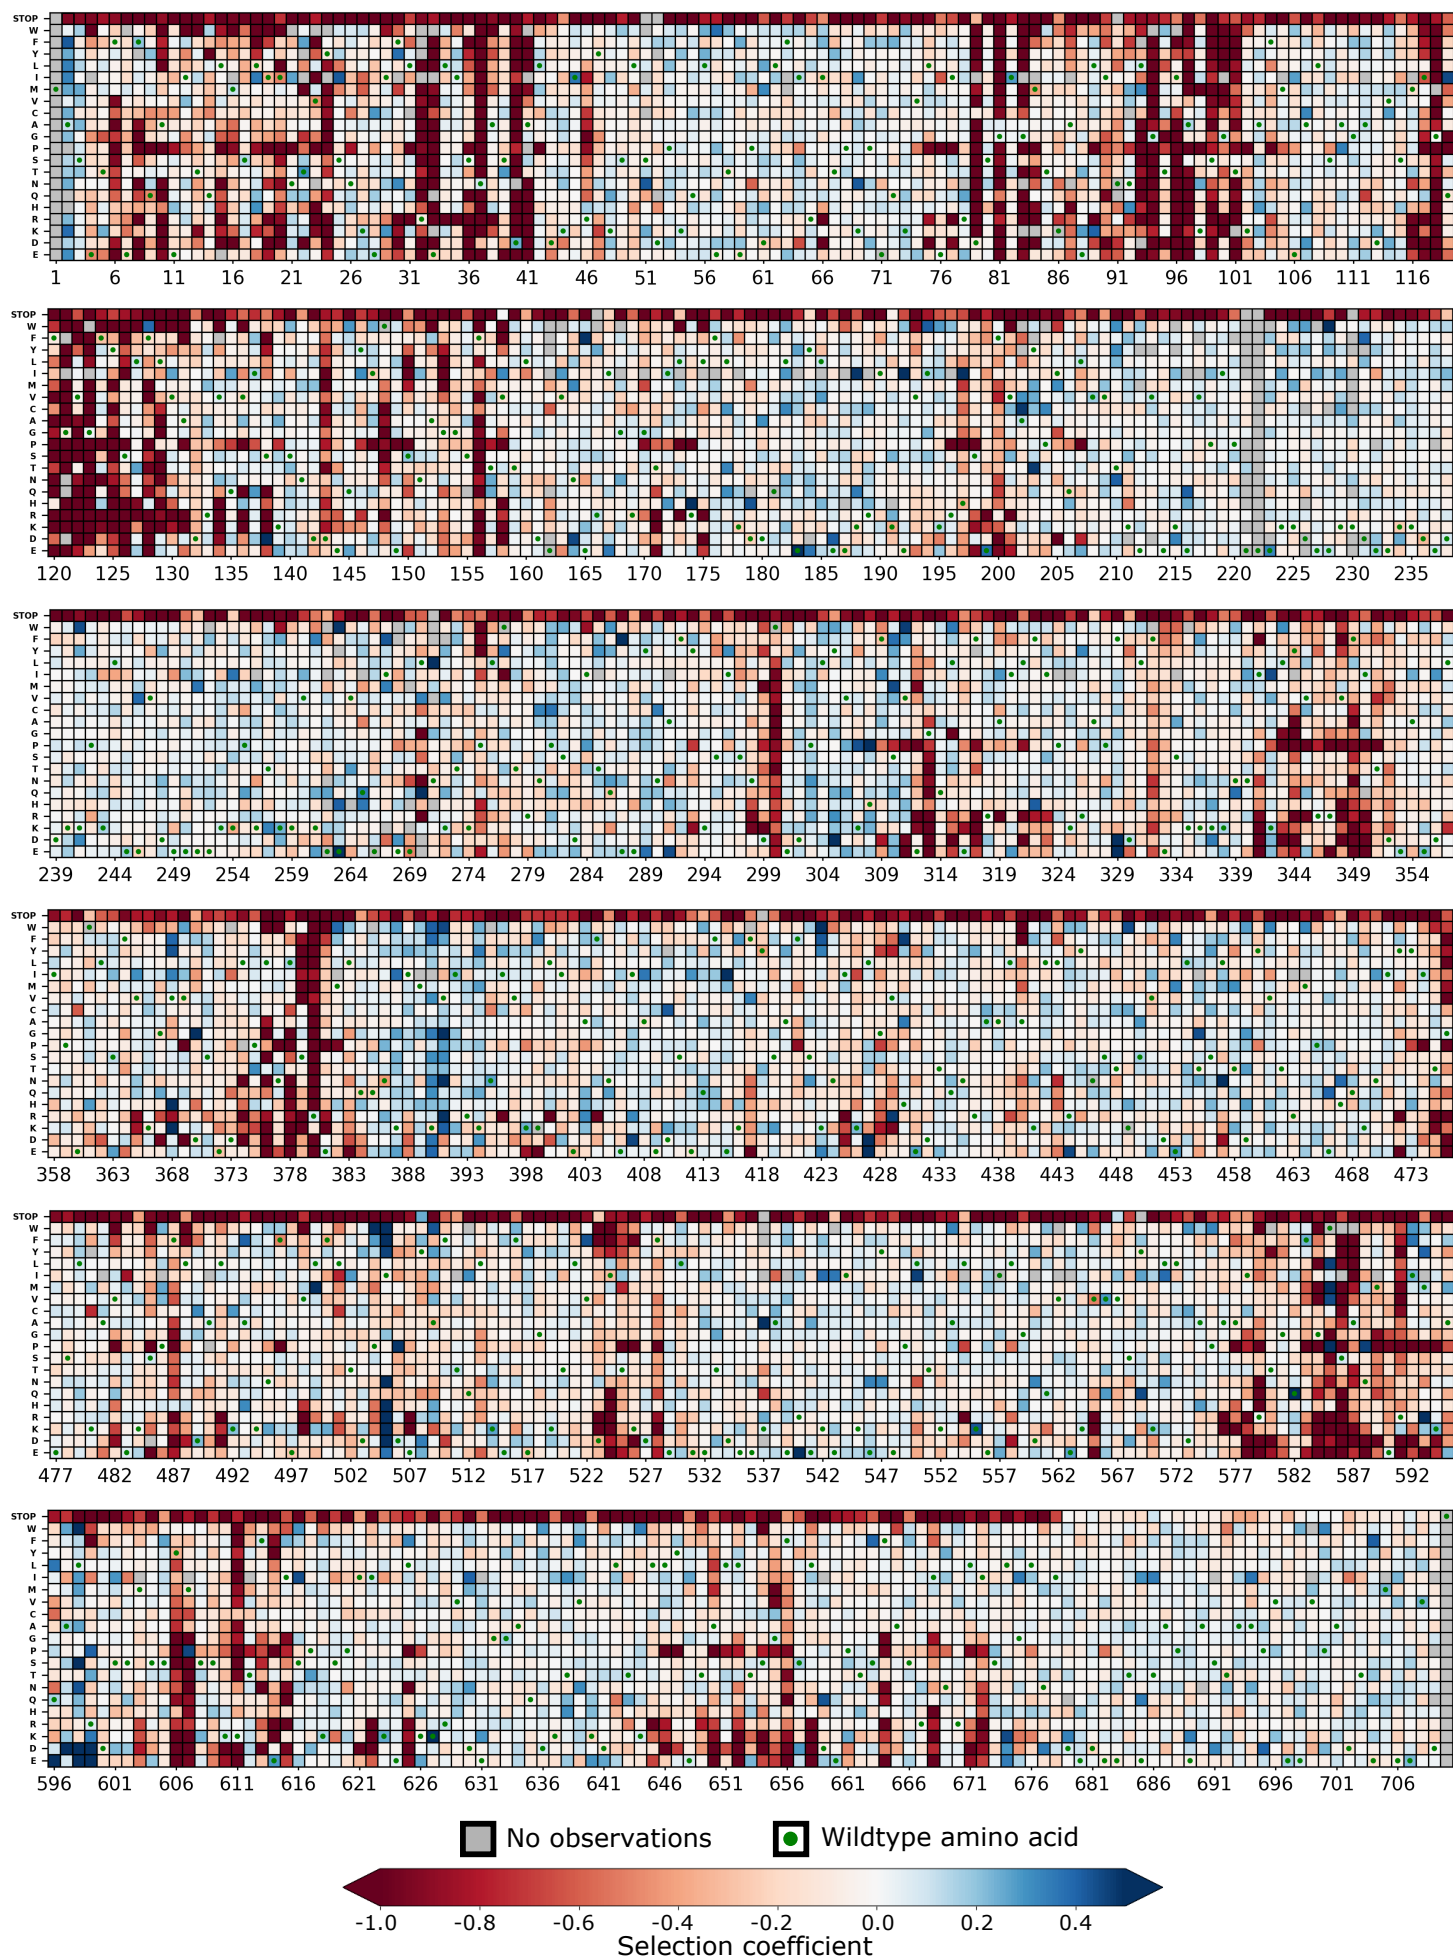 STOP
W
F
Y
L
I
M
V
C
A
G
P
S
T
N
Q
H
R
K
D
E
1 6 11 16 21 26 31 36 41 46 51 56 61 66 71 76 81 86 91 96 101 106 111 116
STOP
W
F
Y
L
I
M
V
C
A
G
P
S
T
N
Q
H
R
K
D
E
120 125 130 135 140 145 150 155 160 165 170 175 180 185 190 195 200 205 210 215 220 225 230 235
STOP
W
F
Y
L
I
M
V
C
A
G
P
S
T
N
Q
H
R
K
D
E
239 244 249 254 259 264 269 274 279 284 289 294 299 304 309 314 319 324 329 334 339 344 349 354
STOP
W
F
Y
L
I
M
V
C
A
G
P
S
T
N
Q
H
R
K
D
E
358 363 368 373 378 383 388 393 398 403 408 413 418 423 428 433 438 443 448 453 458 463 468 473
STOP
W
F
Y
L
I
M
V
C
A
G
P
S
T
N
Q
H
R
K
D
E
477 482 487 492 497 502 507 512 517 522 527 532 537 542 547 552 557 562 567 572 577 582 587 592
STOP
W
F
Y
L
I
M
V
C
A
G
P
S
T
N
Q
H
R
K
D
E
596 601 606 611 616 621 626 631 636 641 646 651 656 661 666 671 676 681 686 691 696 701 706
No observations Wildtype amino acid
-1.0 -0.8 -0.6 -0.4 -0.2 0.0 0.2 0.4
Selection coefficient